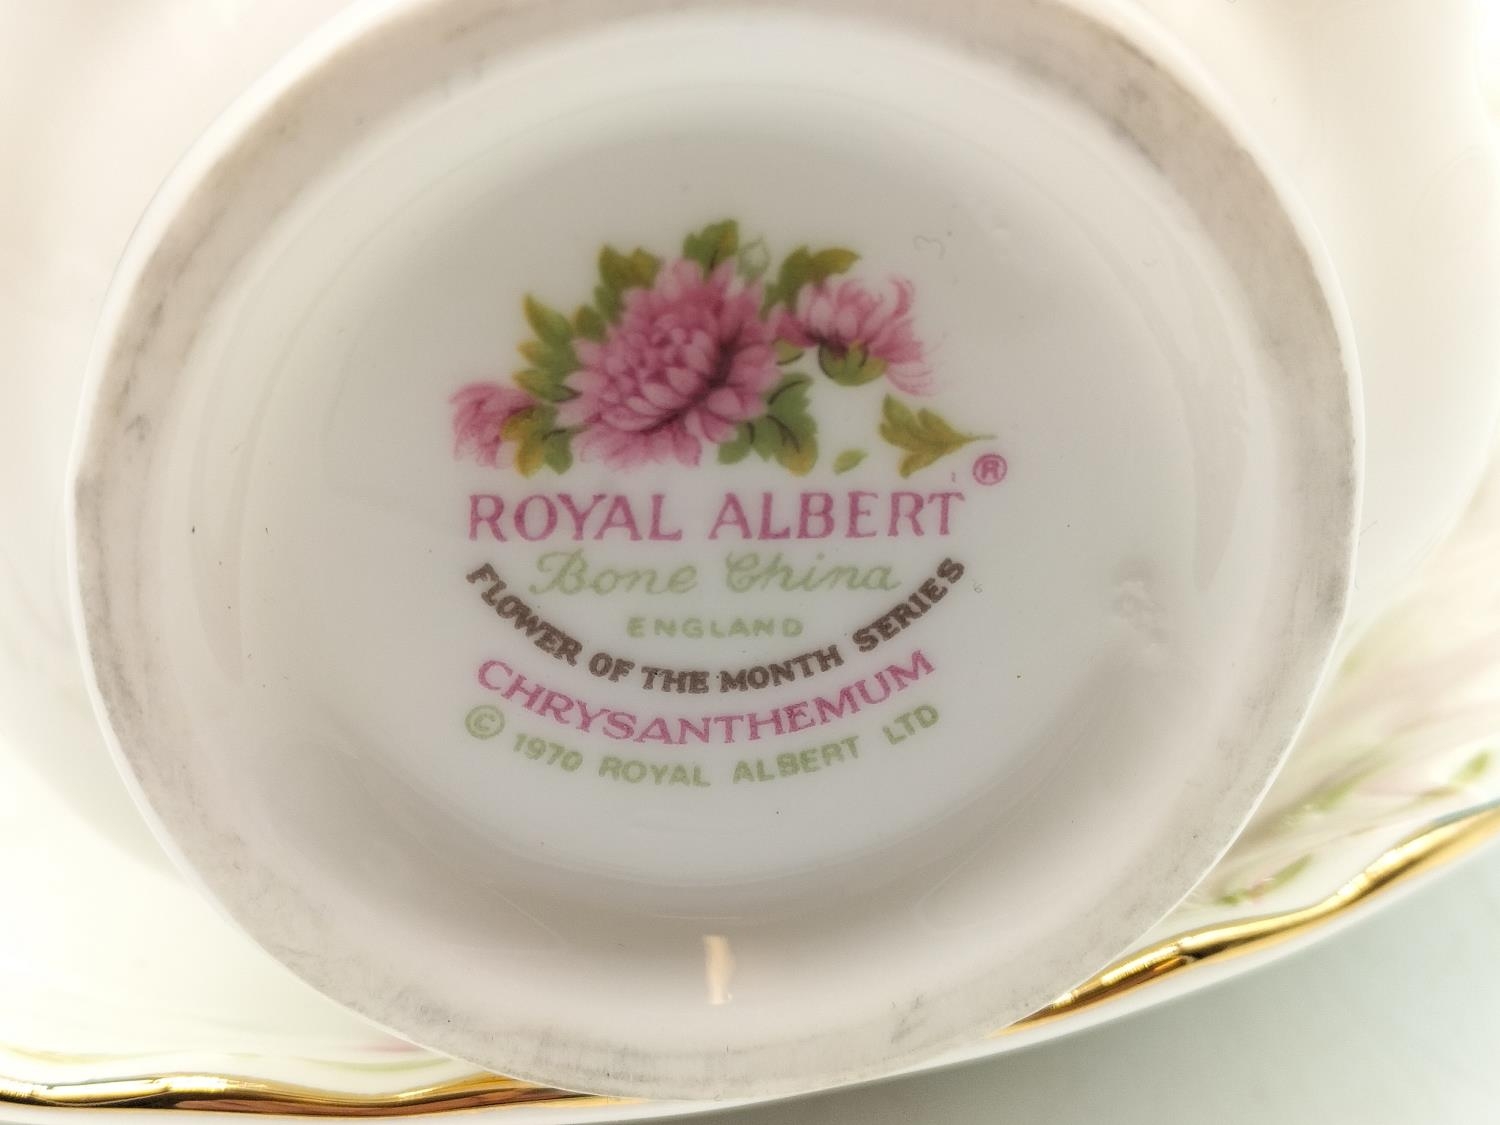 ROYAL ALBERT®
Bone China
ENGLAND
FLOWER OF THE MONTH SERIES
CHRYSANTHEMUM
© 1970 ROYAL ALBERT LTD